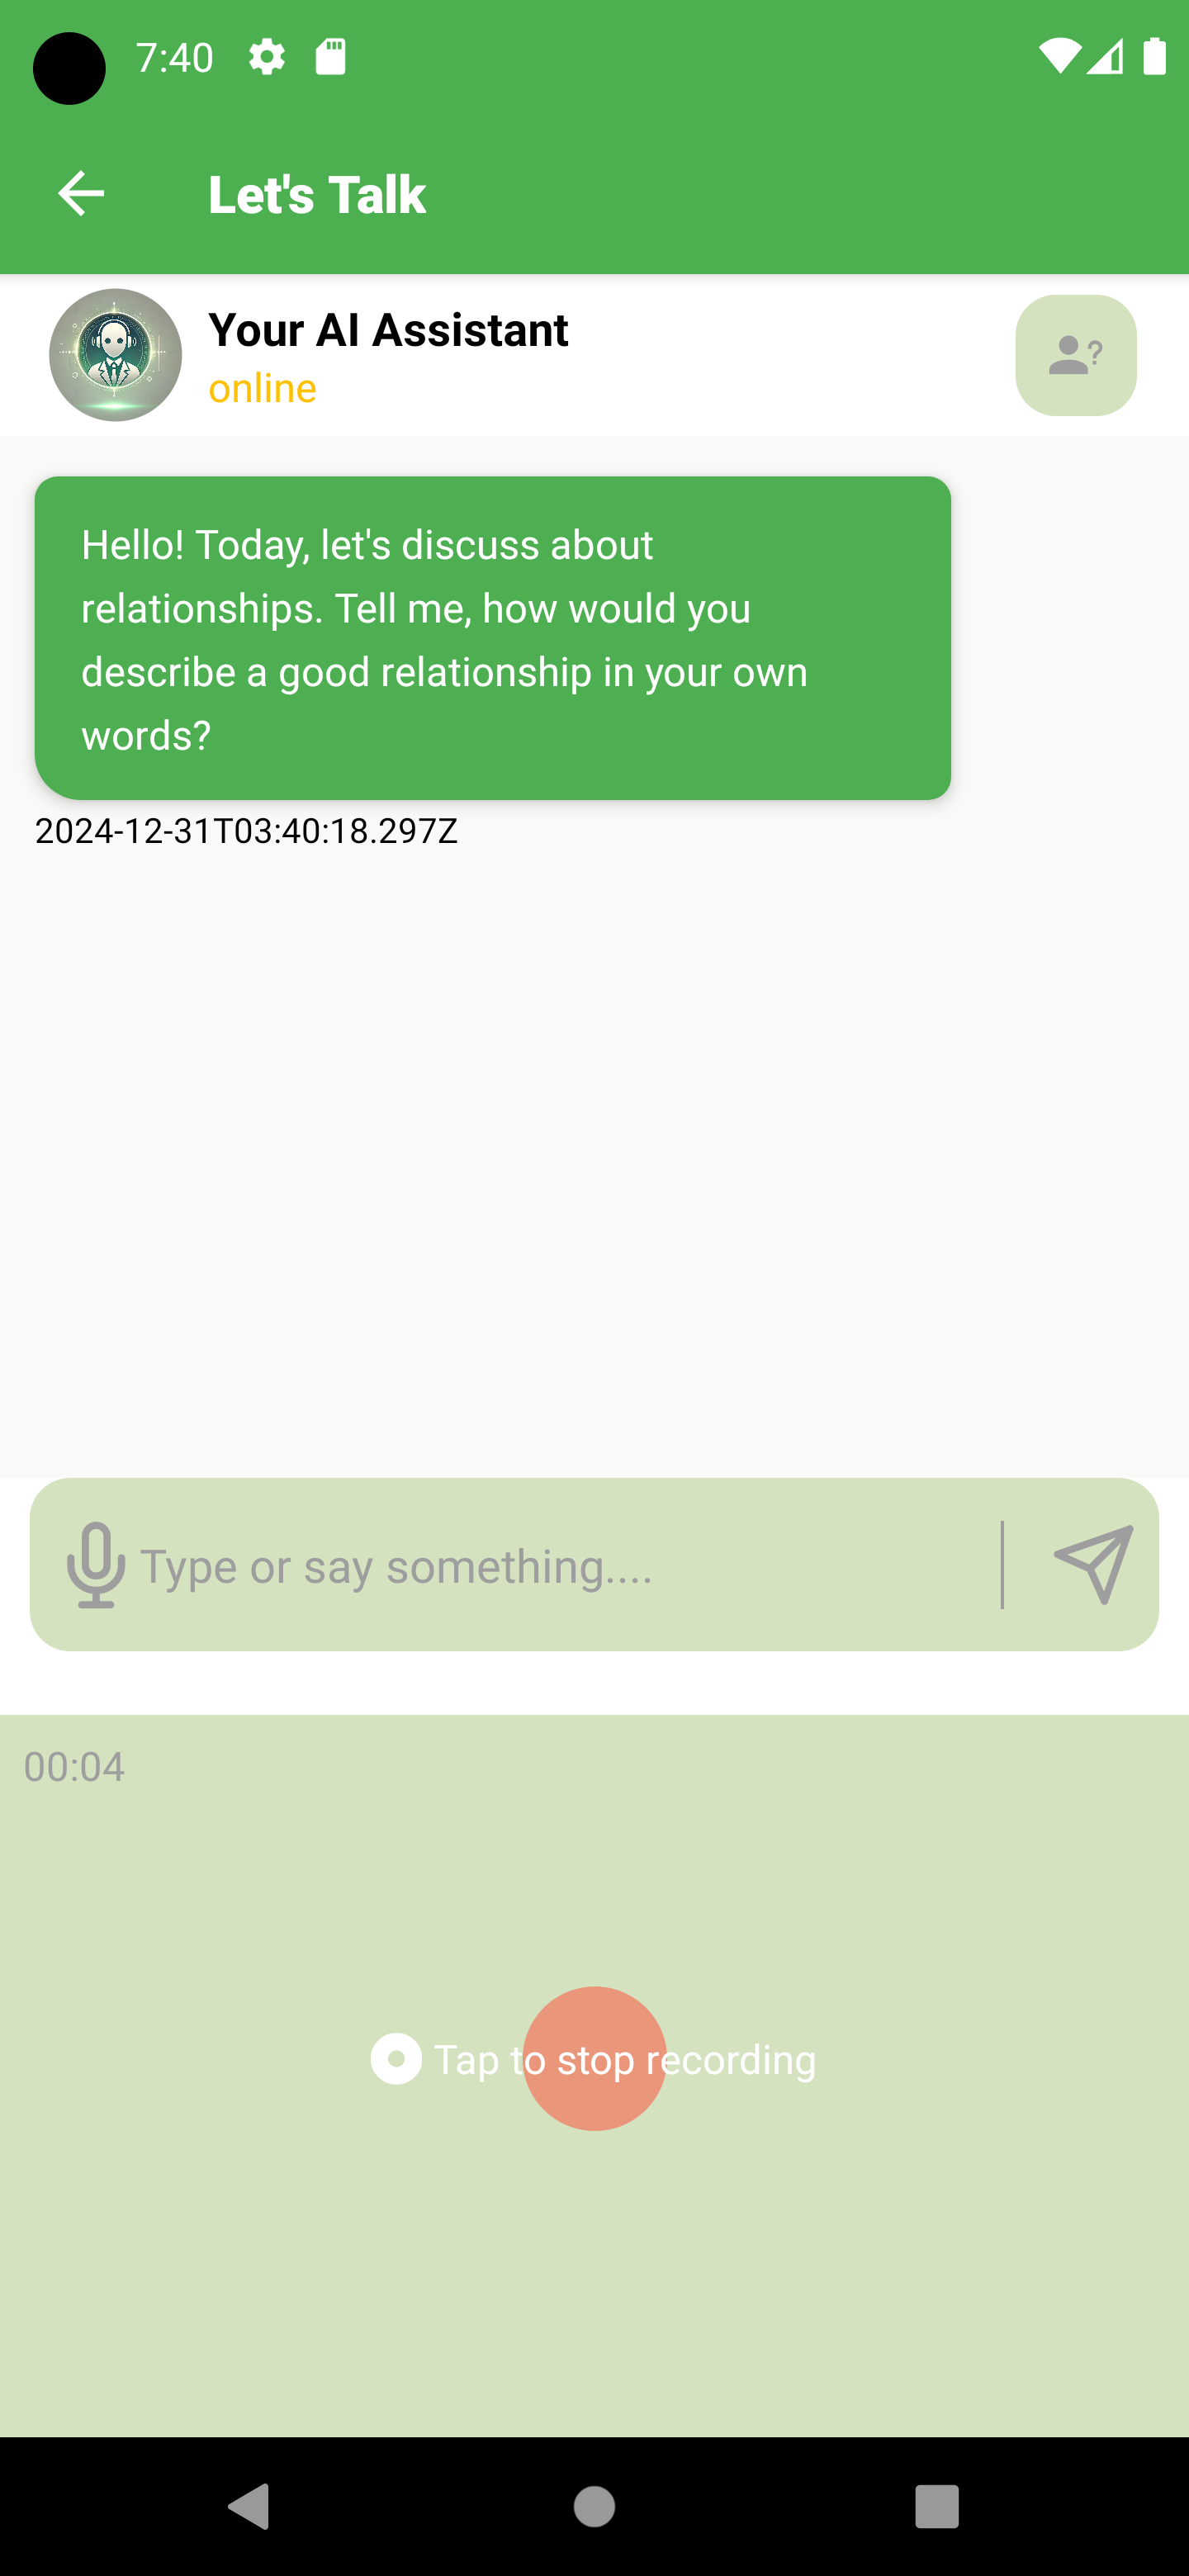 7:40
Let's Talk
Your AI Assistant
online
?
Hello! Today, let's discuss about
relationships. Tell me, how would you
describe a good relationship in your own
words?
2024-12-31T03:40:18.297Z
Type or say something....
00:04
Tap to stop recording